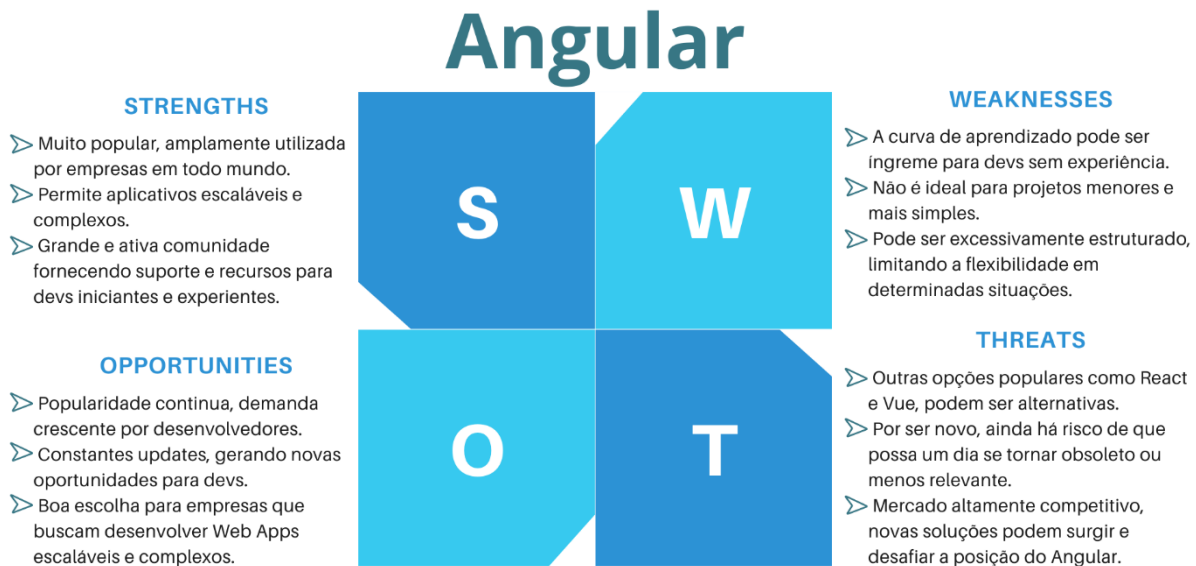 Angular
STRENGTHS
Muito popular, amplamente utilizada
por empresas em todo mundo.
Permite aplicativos escaláveis e
complexos.
Grande e ativa comunidade
fornecendo suporte e recursos para
devs iniciantes e experientes.
S
W
WEAKNESSES
A curva de aprendizado pode ser
íngreme para devs sem experiência.
Não é ideal para projetos menores e
mais simples.
Pode ser excessivamente estruturado,
limitando a flexibilidade em
determinadas situações.
OPPORTUNITIES
Popularidade continua, demanda
crescente por desenvolvedores.
Constantes updates, gerando novas
oportunidades para devs.
Boa escolha para empresas que
buscam desenvolver Web Apps
escaláveis e complexos.
O
T
THREATS
Outras opções populares como React
e Vue, podem ser alternativas.
Por ser novo, ainda há risco de que
possa um dia se tornar obsoleto ou
menos relevante.
Mercado altamente competitivo,
novas soluções podem surgir e
desafiar a posição do Angular.